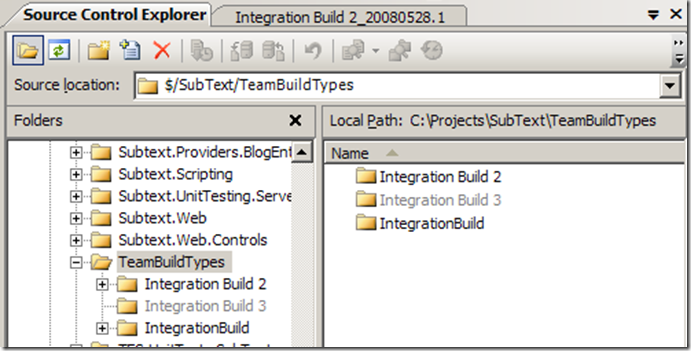 Source Control Explorer
Integration Build 2_20080528.1
Source location:
$/SubText/TeamBuildTypes
Folders
Local Path: C:\Projects\SubText\TeamBuildTypes
Subtext.Providers.BlogEnt
Subtext.Scripting
Subtext.UnitTesting.Serve
Subtext.Web
Subtext.Web.Controls
TeamBuildTypes
Integration Build 2
Integration Build 3
IntegrationBuild
Name
Integration Build 2
Integration Build 3
IntegrationBuild